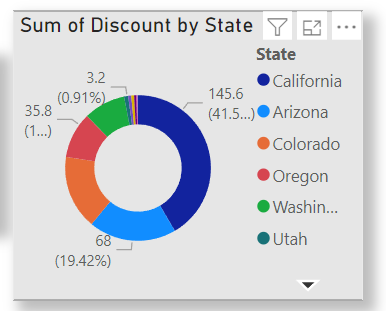 Sum of Discount by State
State
California
Arizona
Colorado
Oregon
Washin...
Utah
3.2
(0.91%)
145.6
(41.5...)
35.8
(1...)
68
(19.42%)